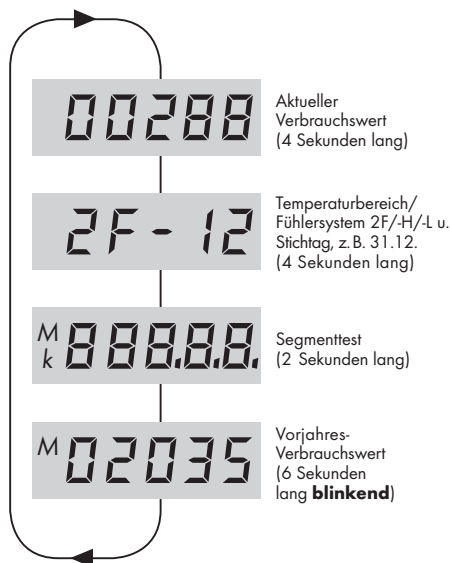 00288
Aktueller
Verbrauchswert
(4 Sekunden lang)
2F-12
Temperaturbereich/
Fühlersystem 2F/-H/-L u.
Stichtag, z. B. 31.12.
(4 Sekunden lang)
M
k
888.8.8.
Segmenttest
(2 Sekunden lang)
M
02035
Vorjahres-
Verbrauchswert
(6 Sekunden
lang blinkend)